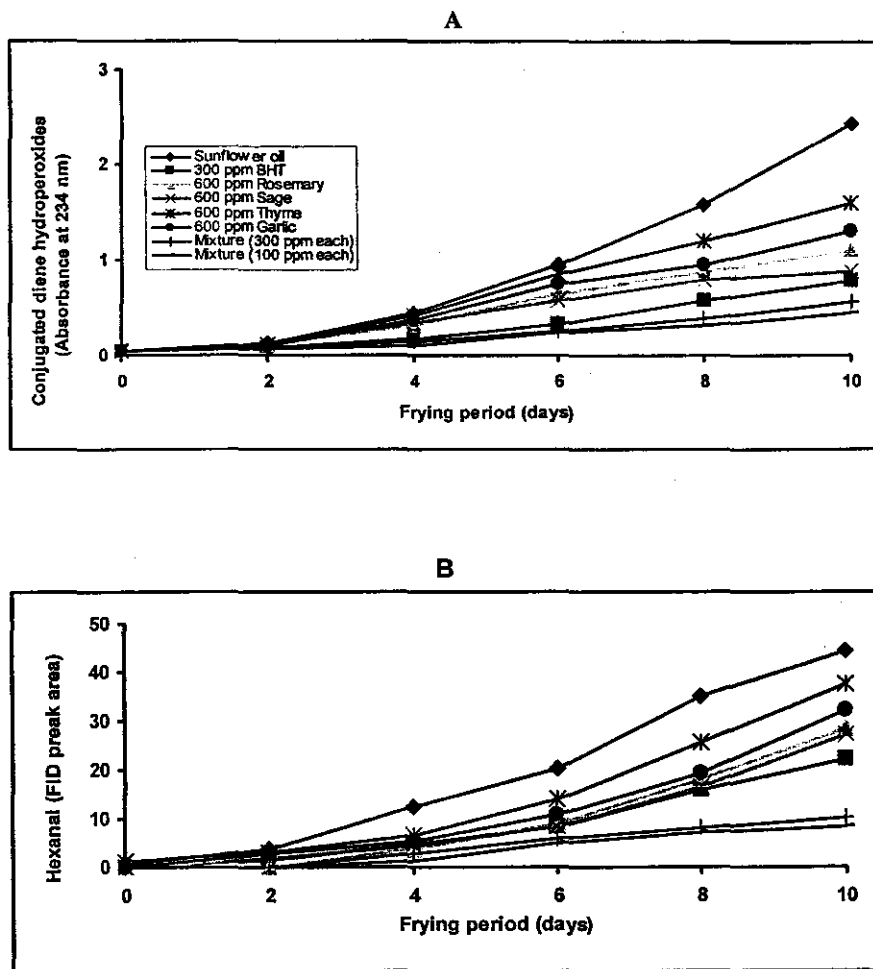 A
Conjugated diene hydroperoxides
(Absorbance at 234 nm)
3
2
1
0
Sunflower oil
300 ppm BHT
600 ppm Rosemary
600 ppm Sage
600 ppm Thyme
600 ppm Garlic
Mixture (300 ppm each)
Mixture (100 ppm each)
0 2 4 6 8 10
Frying period (days)
B
Hexanal (FID preak area)
50
40
30
20
10
0
0 2 4 6 8 10
Frying period (days)